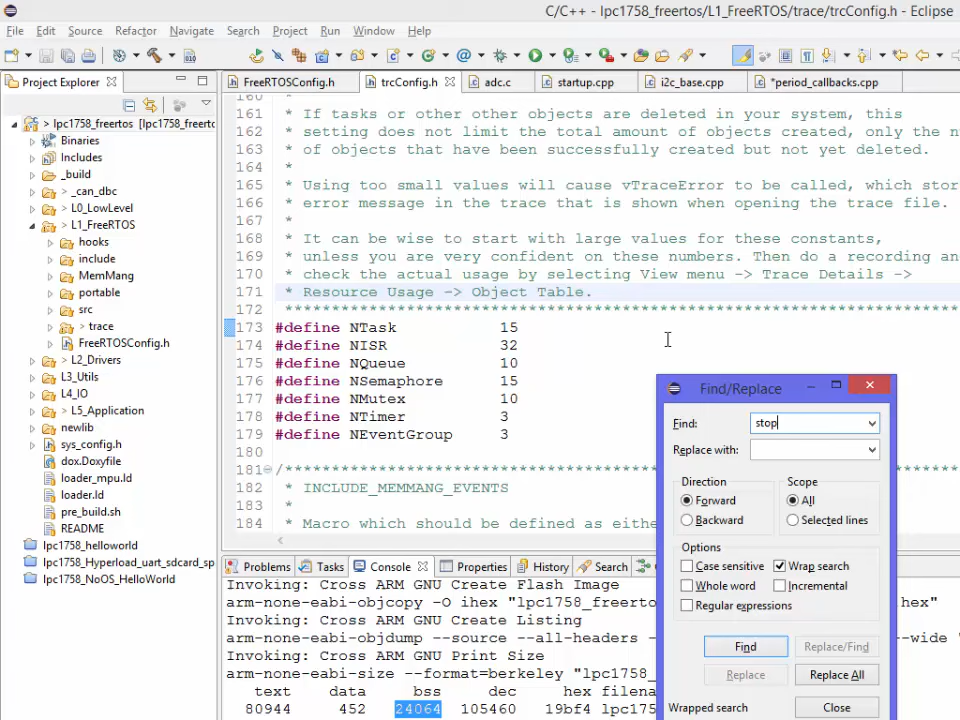 C/C++ - lpc1758_freertos/L1_FreeRTOS/trace/trcConfig.h - Eclipse
File Edit Source Refactor Navigate Search Project Run Window Help
Project Explorer
FreeRTOSConfig.h trcConfig.h adc.c startup.cpp i2c_base.cpp *period_callbacks.cpp
> lpc1758_freertos [lpc1758_freertc
Binaries
Includes
_build
> _can_dbc
> L0_LowLevel
> L1_FreeRTOS
hooks
include
MemMang
portable
src
> trace
FreeRTOSConfig.h
> L2_Drivers
L3_Utils
L4_IO
> L5_Application
newlib
sys_config.h
dox.Doxyfile
loader_mpu.ld
loader.ld
pre_build.sh
README
lpc1758_helloworld
lpc1758_Hyperload_uart_sdcard_sp
lpc1758_NoOS_HelloWorld
160 *
161 * If tasks or other other objects are deleted in your system, this
162 * setting does not limit the total amount of objects created, only the n
163 * of objects that have been successfully created but not yet deleted.
164 *
165 * Using too small values will cause vTraceError to be called, which stor
166 * error message in the trace that is shown when opening the trace file.
167 *
168 * It can be wise to start with large values for these constants,
169 * unless you are very confident on these numbers. Then do a recording an
170 * check the actual usage by selecting View menu -> Trace Details ->
171 * Resource Usage -> Object Table.
172 ************************************************************************
173 #define NTask 15
174 #define NISR 32
175 #define NQueue 10
176 #define NSemaphore 15
177 #define NMutex 10
178 #define NTimer 3
179 #define NEventGroup 3
180
181 /***********************************************************************
182 * INCLUDE_MEMMANG_EVENTS
183 *
184 * Macro which should be defined as eithe
Find/Replace
Find: stop
Replace with:
Direction
Forward
Backward
Scope
All
Selected lines
Options
Case sensitive Wrap search
Whole word Incremental
Regular expressions
Find Replace/Find
Replace Replace All
Wrapped search Close
Problems Tasks Console Properties History Search
Invoking: Cross ARM GNU Create Flash Image
arm-none-eabi-objcopy -O ihex "lpc1758_freerto hex"
Invoking: Cross ARM GNU Create Listing
arm-none-eabi-objdump --source --all-headers - --wide "
Invoking: Cross ARM GNU Print Size
arm-none-eabi-size --format=berkeley "lpc1758_
text data bss dec hex filena
80944 452 24064 105460 19bf4 lpc175